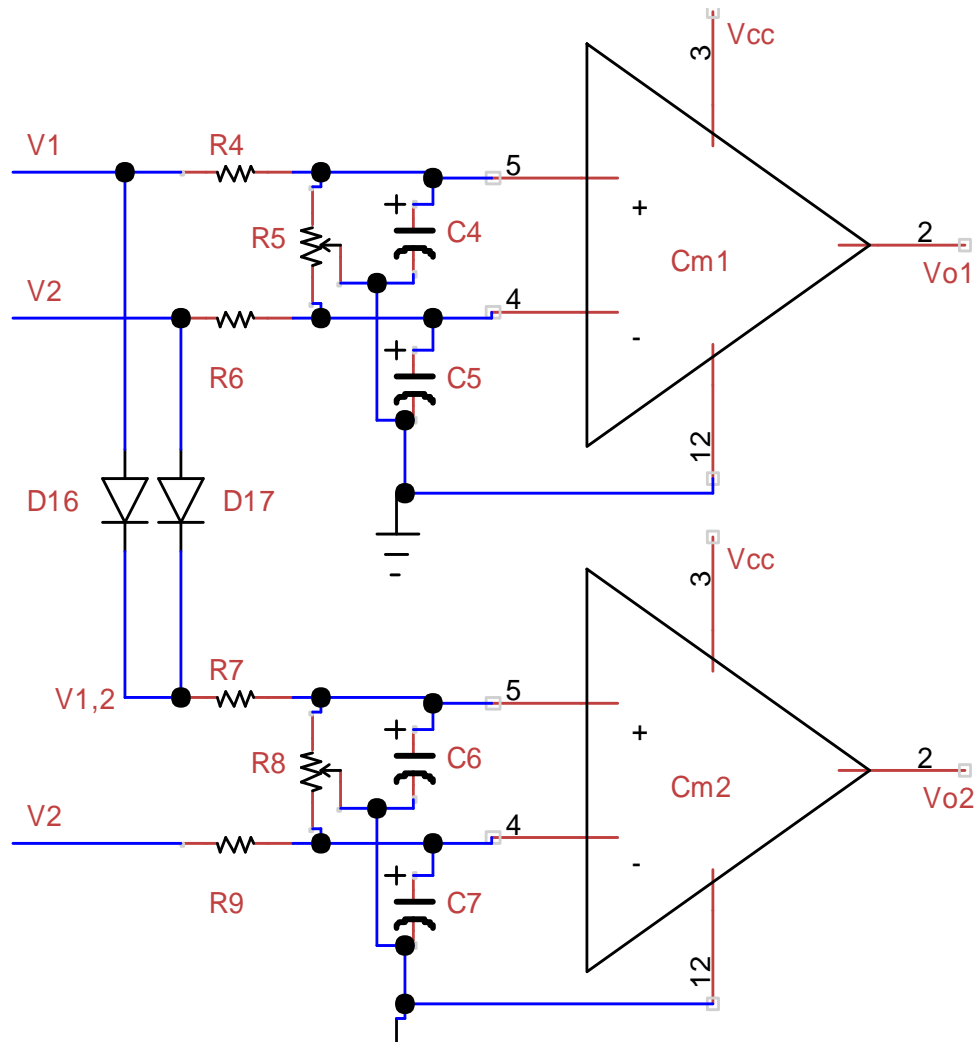 Vcc
3
V1
R4
5
+
+
R5
C4
Cm1
2
Vo1
V2
4
-
+
R6
C5
12
D16
D17
-
Vcc
3
R7
V1,2
5
+
+
R8
C6
Cm2
2
Vo2
V2
4
-
+
R9
C7
12